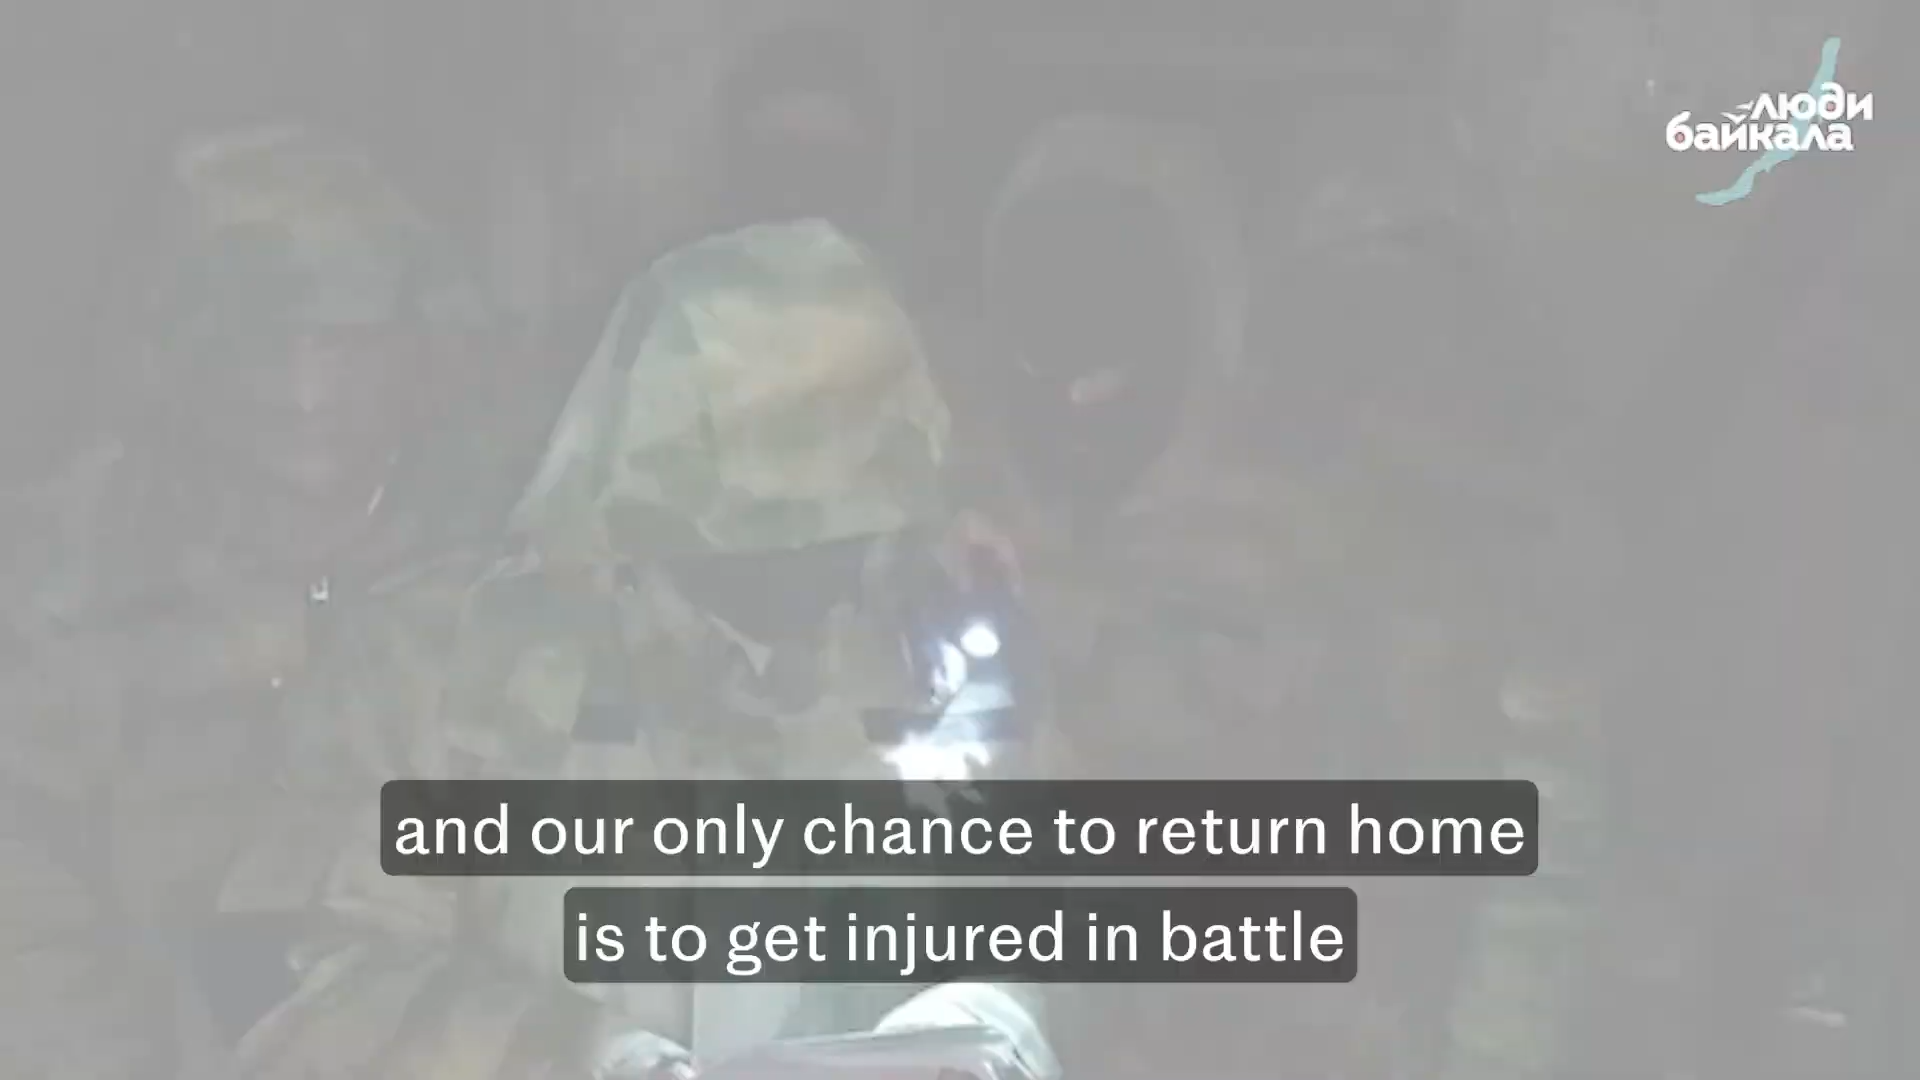 люди
байкала
and our only chance to return home
is to get injured in battle